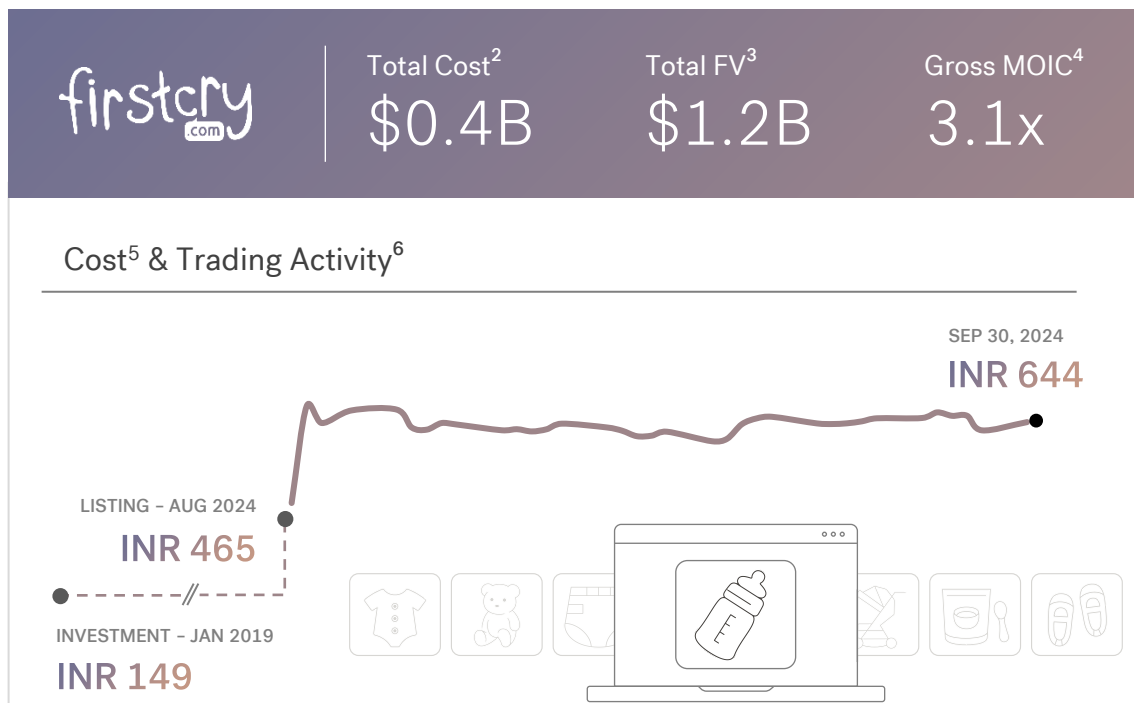 firstcry
.com
Total Cost²
$0.4B
Total FV³
$1.2B
Gross MOIC⁴
3.1x
Cost⁵ & Trading Activity⁶
SEP 30, 2024
INR 644
LISTING – AUG 2024
INR 465
INVESTMENT – JAN 2019
INR 149